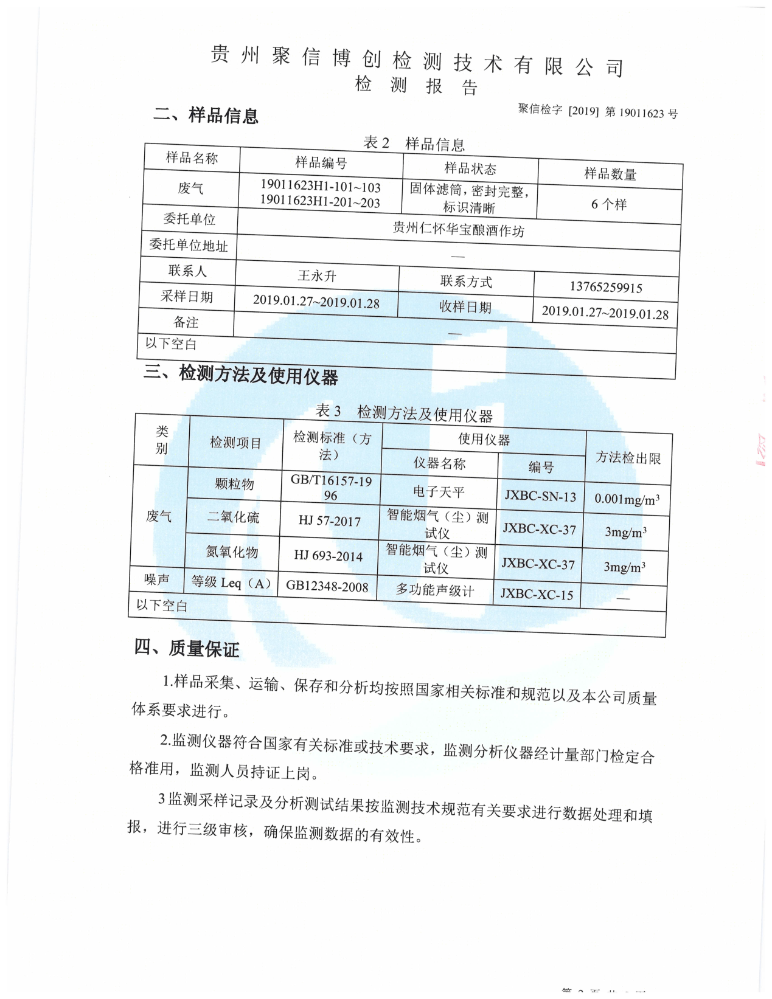 贵州聚信博创检测技术有限公司
检测报告
聚信检字 [2019] 第 19011623 号
二、样品信息
表 2 样品信息
样品名称 样品编号 样品状态 样品数量
废气 19011623H1-101~103 19011623H1-201~203 固体滤筒，密封完整，标识清晰 6 个样
委托单位 贵州仁怀华宝酿酒作坊
委托单位地址 —
联系人 王永升 联系方式 13765259915
采样日期 2019.01.27~2019.01.28 收样日期 2019.01.27~2019.01.28
备注 —
以下空白
三、检测方法及使用仪器
表 3 检测方法及使用仪器
类别 检测项目 检测标准（方法） 使用仪器 方法检出限
仪器名称 编号
废气 颗粒物 GB/T16157-1996 电子天平 JXBC-SN-13 0.001mg/m³
二氧化硫 HJ 57-2017 智能烟气（尘）测试仪 JXBC-XC-37 3mg/m³
氮氧化物 HJ 693-2014 智能烟气（尘）测试仪 JXBC-XC-37 3mg/m³
噪声 等级 Leq（A） GB12348-2008 多功能声级计 JXBC-XC-15 —
以下空白
四、质量保证
1.样品采集、运输、保存和分析均按照国家相关标准和规范以及本公司质量
体系要求进行。
2.监测仪器符合国家有关标准或技术要求，监测分析仪器经计量部门检定合
格准用，监测人员持证上岗。
3监测采样记录及分析测试结果按监测技术规范有关要求进行数据处理和填
报，进行三级审核，确保监测数据的有效性。